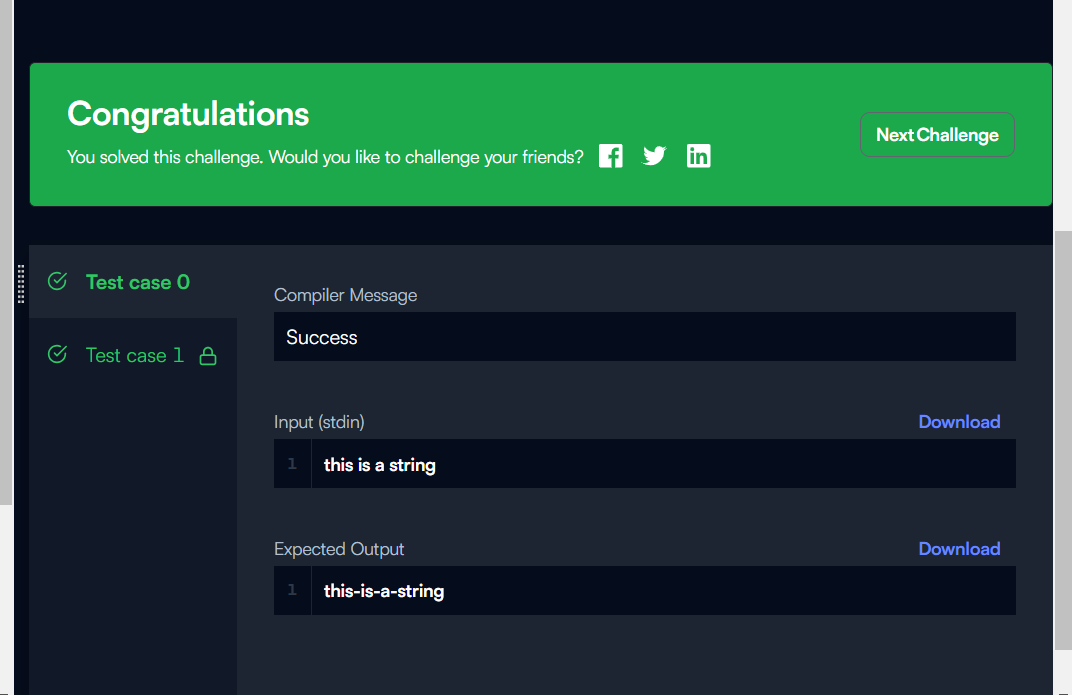 Congratulations
You solved this challenge. Would you like to challenge your friends?
Next Challenge
Test case 0
Test case 1
Compiler Message
Success
Input (stdin)
Download
1 this is a string
Expected Output
Download
1 this-is-a-string